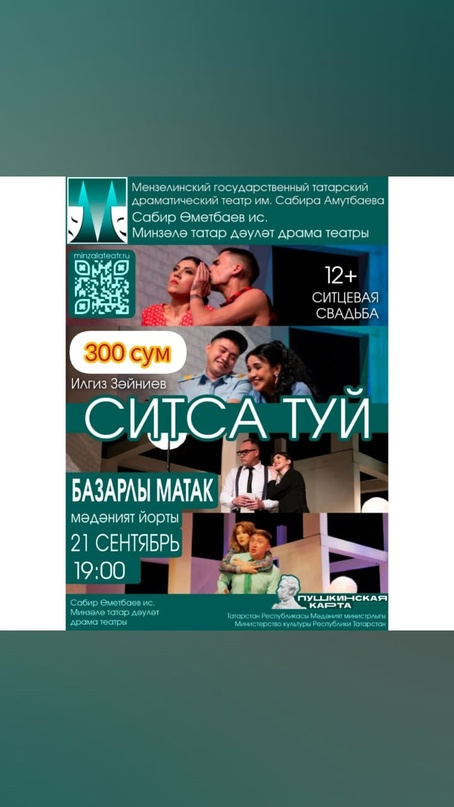 Мензелинский государственный татарский
драматический театр им. Сабира Амутбаева
Сабир Өметбаев ис.
Минзәлә татар дәүләт драма театры
minzalateatr.ru
12+
СИТЦЕВАЯ
СВАДЬБА
300 сум
Илгиз Зәйниев
СИТСА ТУЙ
БАЗАРЛЫ МАТАК
мәдәният йорты
21 СЕНТЯБРЬ
19:00
Сабир Өметбаев ис.
Минзәлә татар дәүләт
драма театры
ПУШКИНСКАЯ
КАРТА
Татарстан Республикасы Мәдәният министрлыгы
Министерство культуры Республики Татарстан